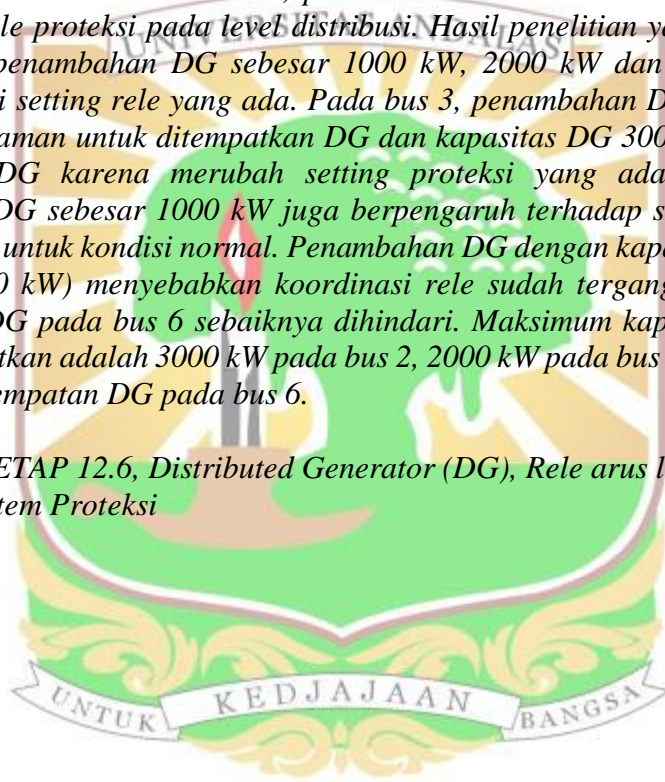 le proteksi pada level distribusi. Hasil penelitian ya
UNIVERSITAS ANDALAS
penambahan DG sebesar 1000 kW, 2000 kW dan
i setting rele yang ada. Pada bus 3, penambahan D
aman untuk ditempatkan DG dan kapasitas DG 300
DG karena merubah setting proteksi yang ada
DG sebesar 1000 kW juga berpengaruh terhadap s
untuk kondisi normal. Penambahan DG dengan kapa
0 kW) menyebabkan koordinasi rele sudah tergang
DG pada bus 6 sebaiknya dihindari. Maksimum kap
tkan adalah 3000 kW pada bus 2, 2000 kW pada bus
empatan DG pada bus 6.
ETAP 12.6, Distributed Generator (DG), Rele arus l
tem Proteksi
UNTUK KEDJAJAAN BANGSA